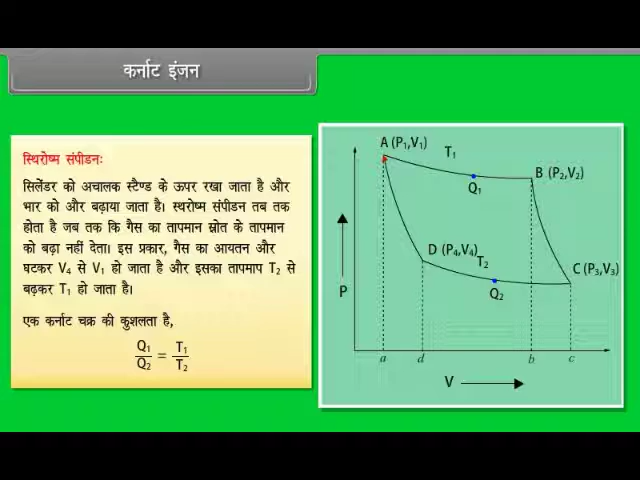 कर्नाट इंजन
स्थिरोष्म संपीडनः
सिलेंडर को अचालक स्टैण्ड के ऊपर रखा जाता है और
भार को और बढ़ाया जाता है। स्थरोष्म संपीडन तब तक
होता है जब तक कि गैस का तापमान स्रोत के तापमान
को बढ़ा नहीं देता। इस प्रकार, गैस का आयतन और
घटकर V₄ से V₁ हो जाता है और इसका तापमाप T₂ से
बढ़कर T₁ हो जाता है।
एक कर्नाट चक्र की कुशलता है,
Q₁/Q₂ = T₁/T₂
A (P₁,V₁)
T₁
Q₁
B (P₂,V₂)
D (P₄,V₄)
T₂
C (P₃,V₃)
Q₂
P
a d b c
V